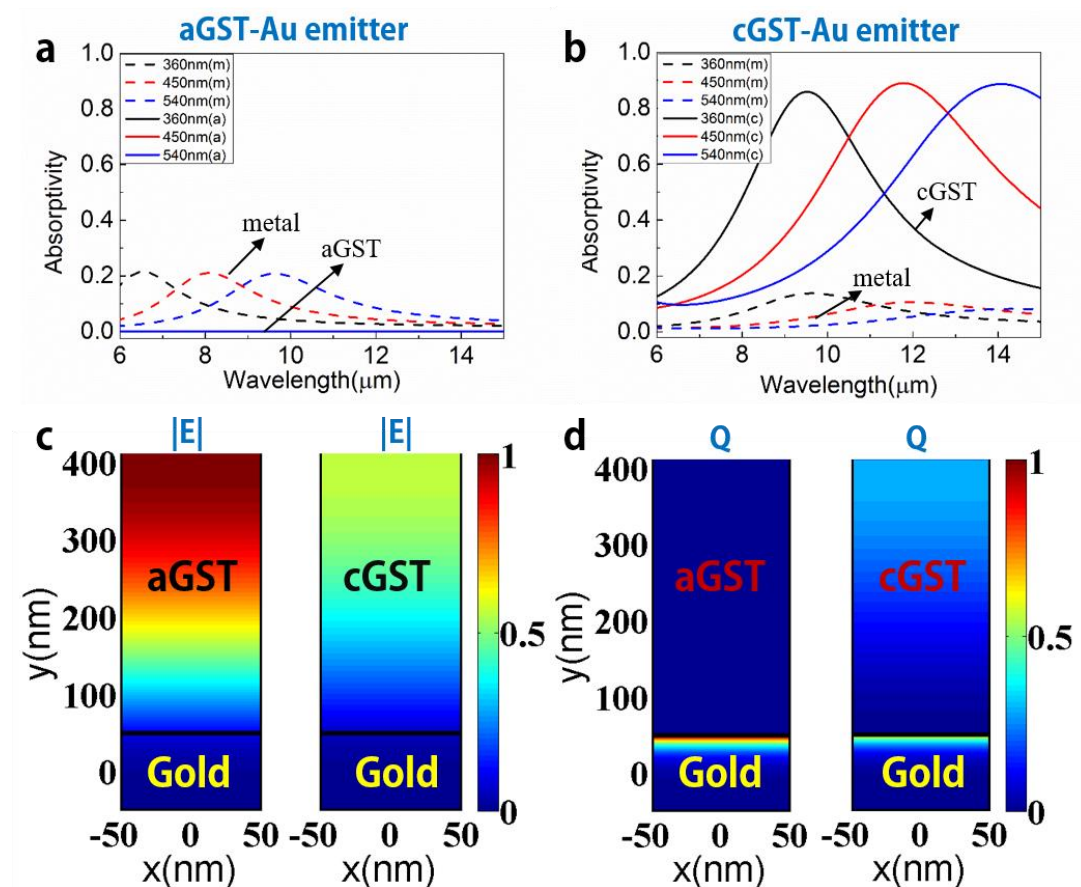 aGST-Au emitter
a
1.0
0.8
0.6
0.4
0.2
0.0
Absorptivity
360nm(m)
450nm(m)
540nm(m)
360nm(a)
450nm(a)
540nm(a)
metal
aGST
6 8 10 12 14
Wavelength(μm)
cGST-Au emitter
b
1.0
0.8
0.6
0.4
0.2
0.0
Absorptivity
360nm(m)
450nm(m)
540nm(m)
360nm(c)
450nm(c)
540nm(c)
cGST
metal
6 8 10 12 14
Wavelength(μm)
c
|E| |E|
400
300
200
100
0
y(nm)
aGST cGST
Gold Gold
1
0.5
0
-50 0 50 -50 0 50
x(nm) x(nm)
d
Q Q
400
300
200
100
0
y(nm)
aGST cGST
Gold Gold
1
0.5
0
-50 0 50 -50 0 50
x(nm) x(nm)